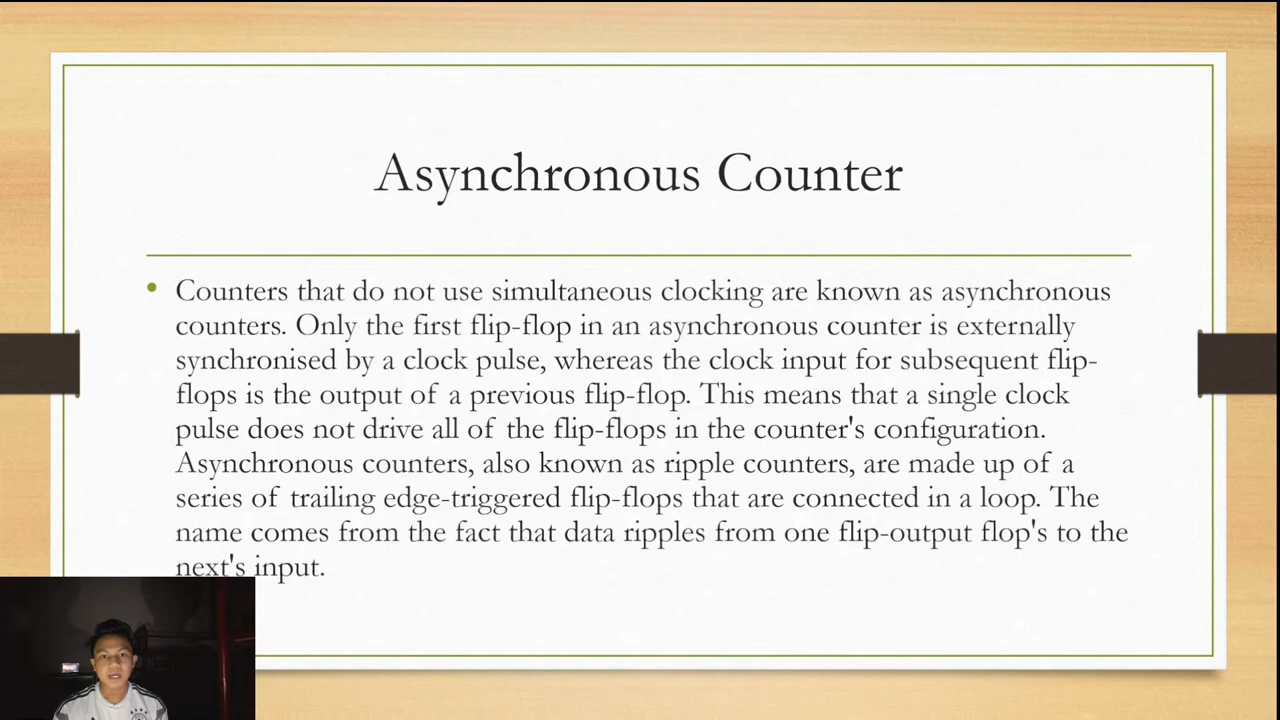 Asynchronous Counter
• Counters that do not use simultaneous clocking are known as asynchronous
counters. Only the first flip-flop in an asynchronous counter is externally
synchronised by a clock pulse, whereas the clock input for subsequent flip-
flops is the output of a previous flip-flop. This means that a single clock
pulse does not drive all of the flip-flops in the counter's configuration.
Asynchronous counters, also known as ripple counters, are made up of a
series of trailing edge-triggered flip-flops that are connected in a loop. The
name comes from the fact that data ripples from one flip-output flop's to the
next's input.